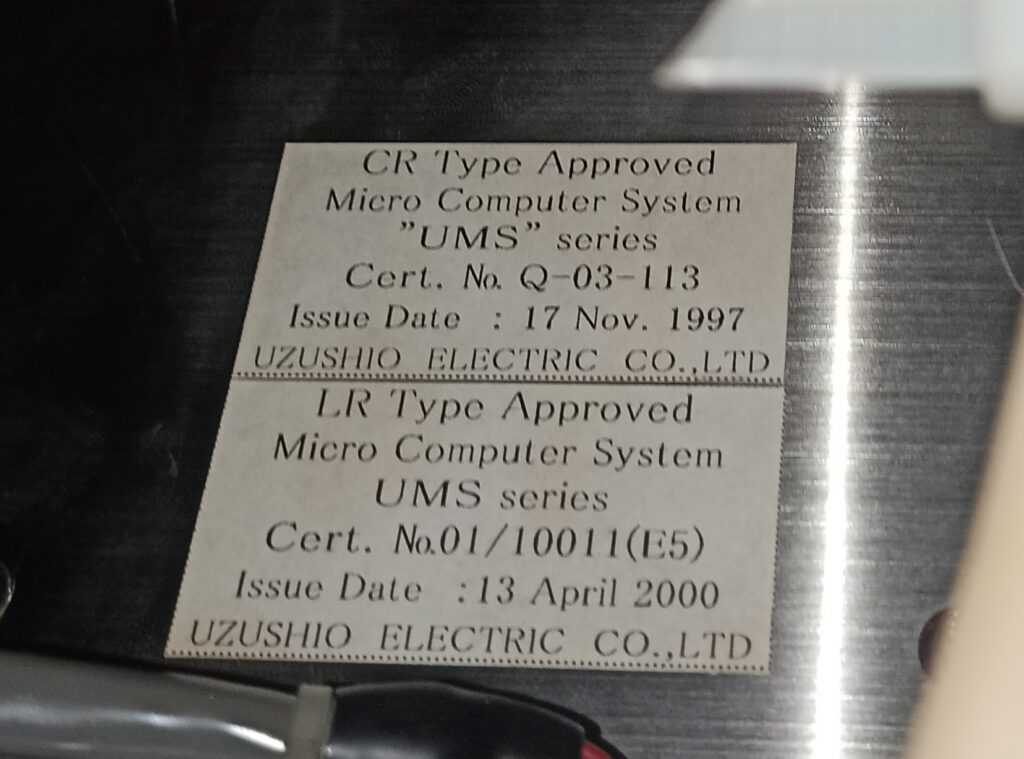 CR Type Approved
Micro Computer System
"UMS" series
Cert. No. Q-03-113
Issue Date : 17 Nov. 1997
UZUSHIO ELECTRIC CO.,LTD
LR Type Approved
Micro Computer System
UMS series
Cert. No.01/10011(E5)
Issue Date :13 April 2000
UZUSHIO ELECTRIC CO.,LTD